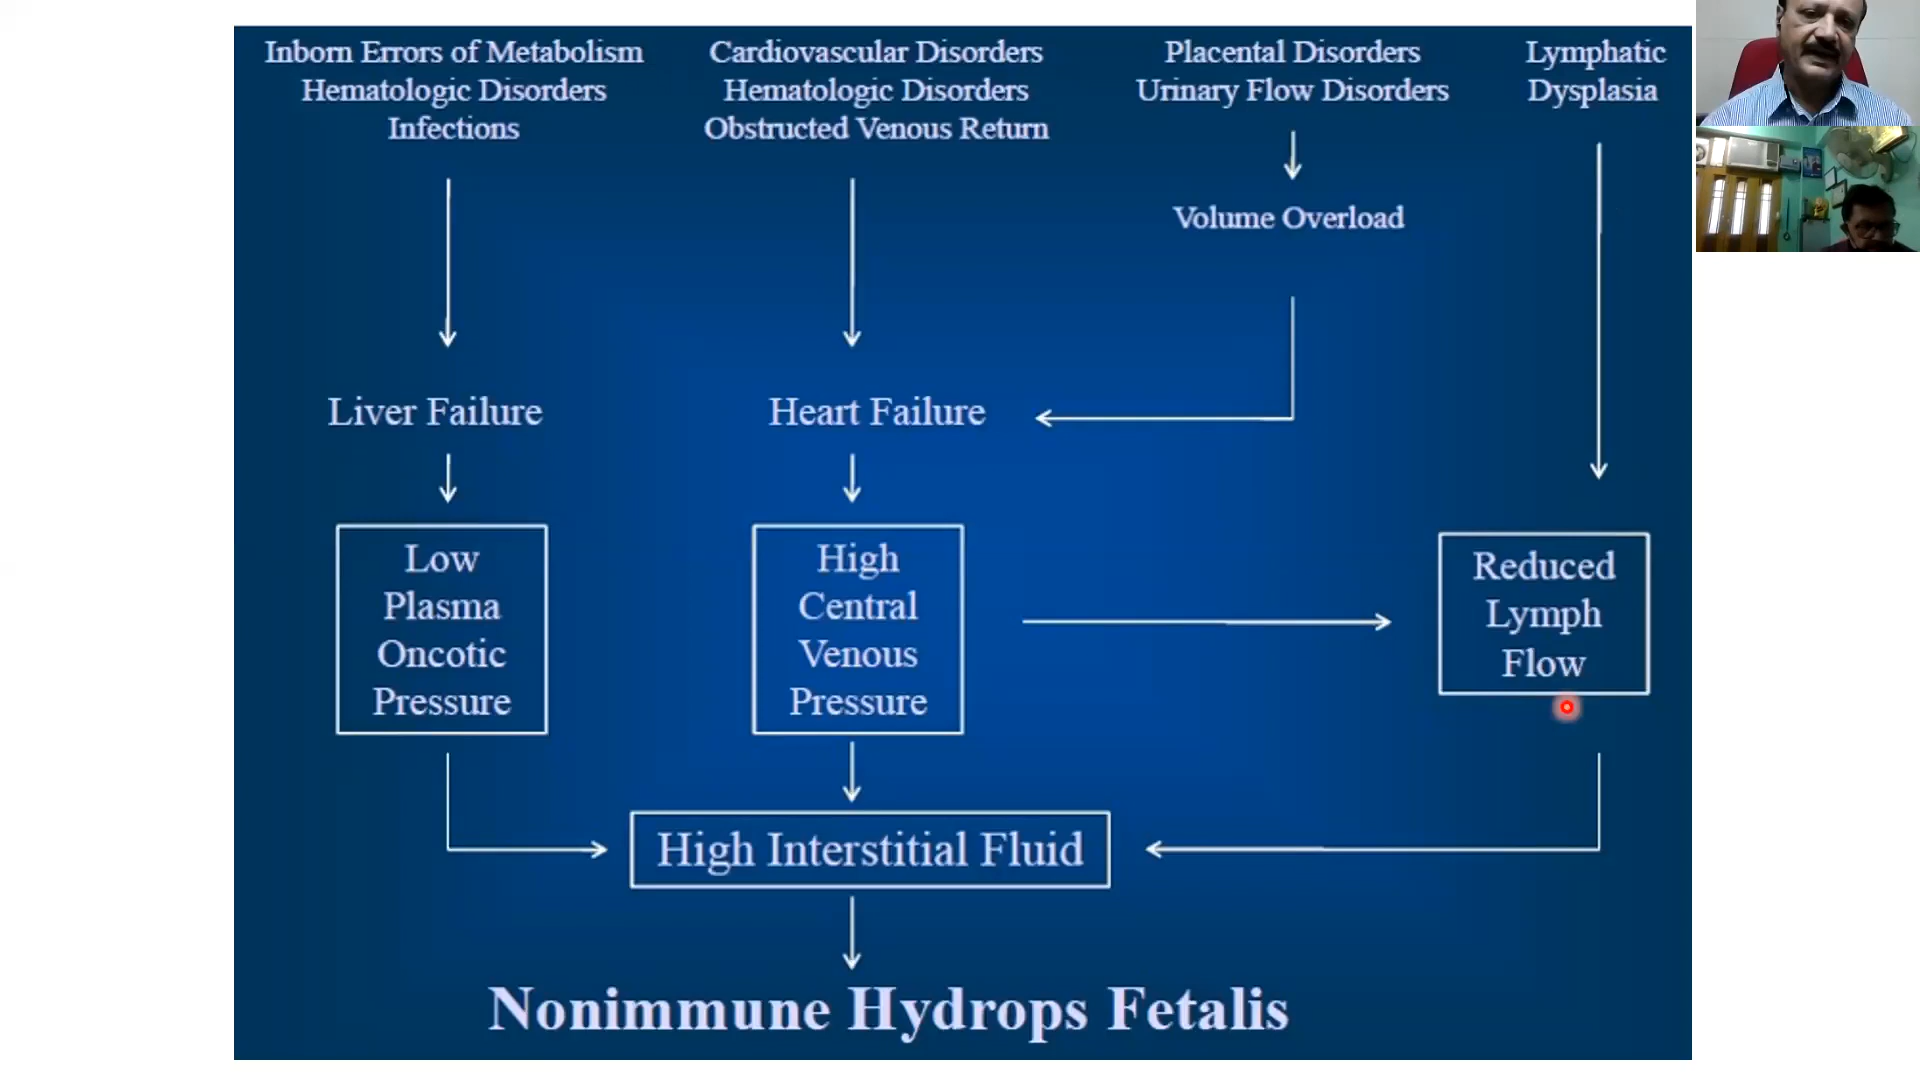 Inborn Errors of Metabolism
Hematologic Disorders
Infections
Cardiovascular Disorders
Hematologic Disorders
Obstructed Venous Return
Placental Disorders
Urinary Flow Disorders
Lymphatic
Dysplasia
Volume Overload
Liver Failure
Heart Failure
Low
Plasma
Oncotic
Pressure
High
Central
Venous
Pressure
Reduced
Lymph
Flow
High Interstitial Fluid
Nonimmune Hydrops Fetalis